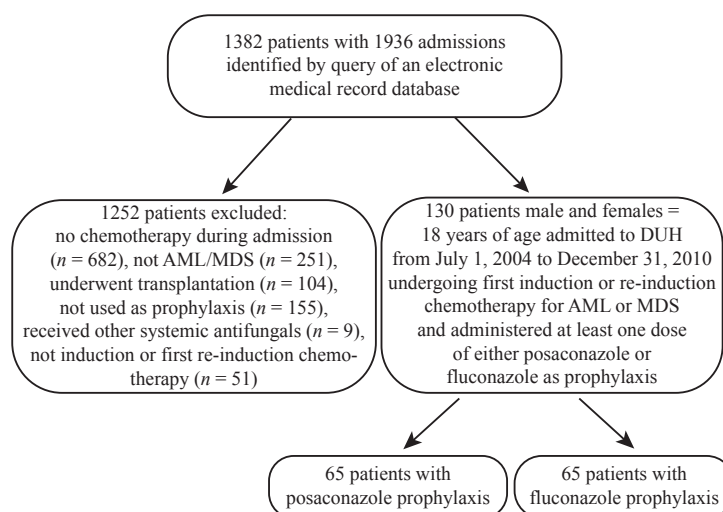 1382 patients with 1936 admissions
identified by query of an electronic
medical record database
1252 patients excluded:
no chemotherapy during admission
(n = 682), not AML/MDS (n = 251),
underwent transplantation (n = 104),
not used as prophylaxis (n = 155),
received other systemic antifungals (n = 9),
not induction or first re-induction chemo-
therapy (n = 51)
130 patients male and females =
18 years of age admitted to DUH
from July 1, 2004 to December 31, 2010
undergoing first induction or re-induction
chemotherapy for AML or MDS
and administered at least one dose
of either posaconazole or
fluconazole as prophylaxis
65 patients with
posaconazole prophylaxis
65 patients with
fluconazole prophylaxis